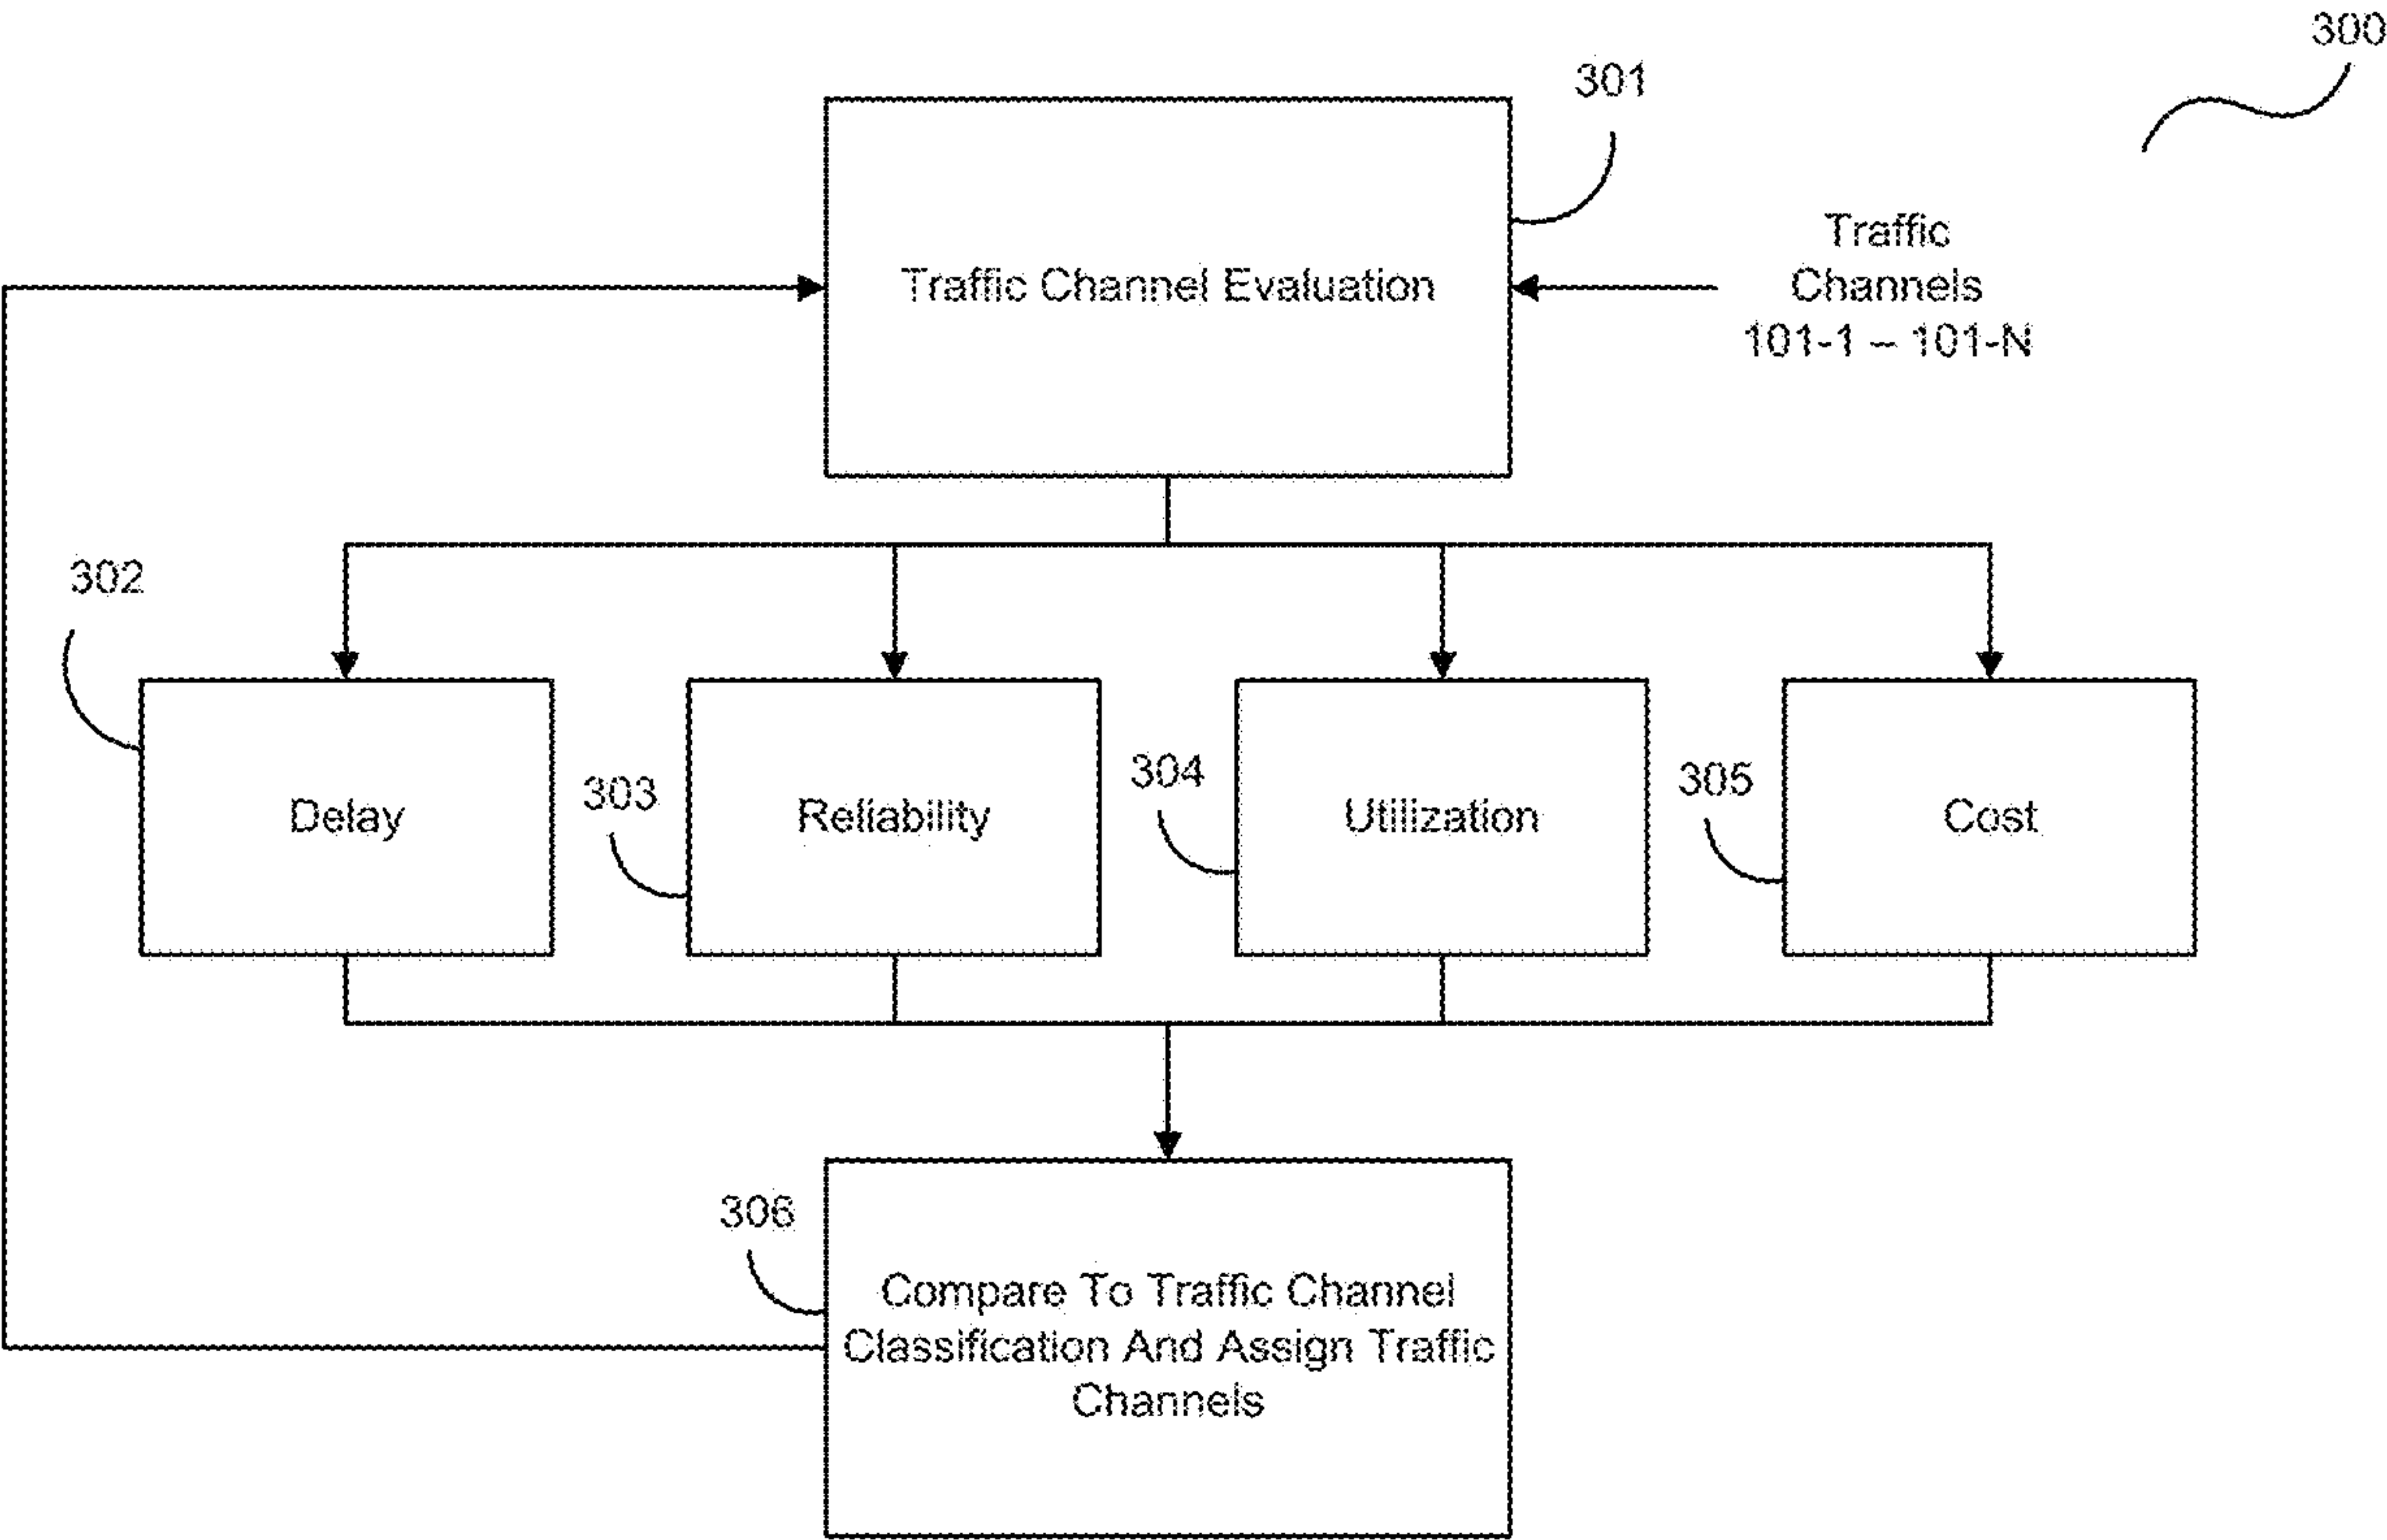 300
301
Traffic
Channels
101-1 – 101-N
Traffic Channel Evaluation
302
303
304
305
Delay
Reliability
Utilization
Cost
306
Compare To Traffic Channel
Classification And Assign Traffic
Channels